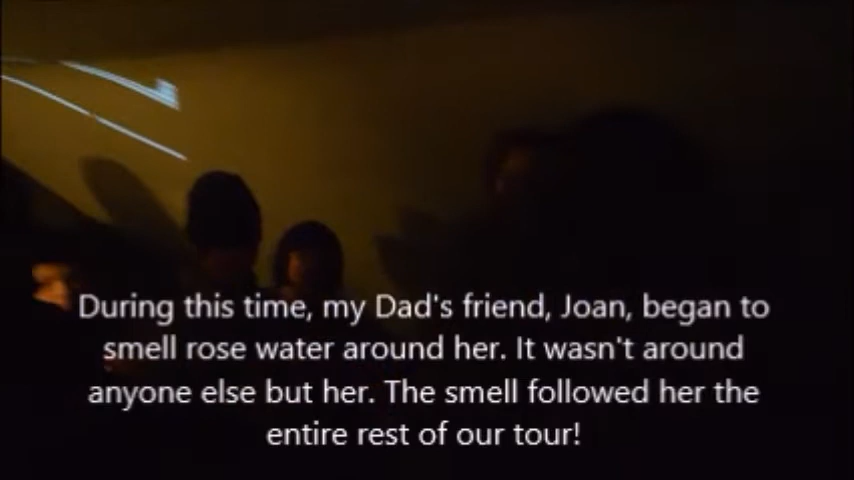 During this time, my Dad's friend, Joan, began to
smell rose water around her. It wasn't around
anyone else but her. The smell followed her the
entire rest of our tour!